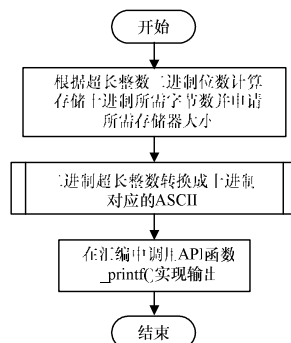 开始
根据超长整数二进制位数计算
存储十进制所需字节数并申请
所需存储器大小
二进制超长整数转换成十进制
对应的ASCII
在汇编中调用API函数
_printf()实现输出
结束